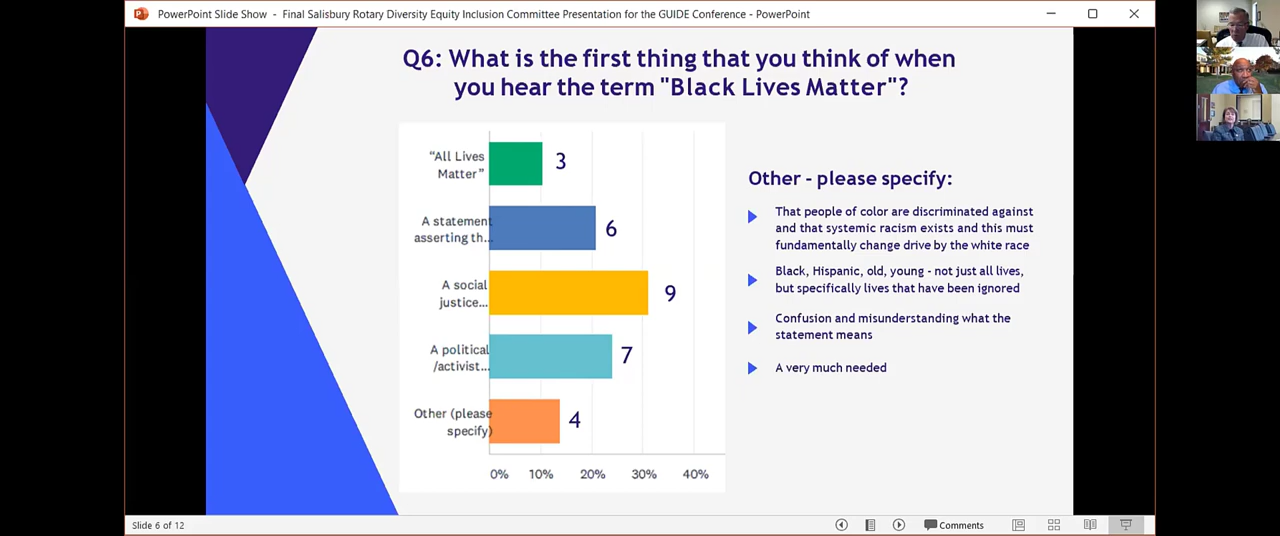 PowerPoint Slide Show - Final Salisbury Rotary Diversity Equity Inclusion Committee Presentation for the GUIDE Conference - PowerPoint
Q6: What is the first thing that you think of when
you hear the term "Black Lives Matter"?
“All Lives
Matter”
3
A statement
asserting th...
6
A social
justice...
9
A political
/activist...
7
Other (please
specify)
4
0% 10% 20% 30% 40%
Other - please specify:
That people of color are discriminated against
and that systemic racism exists and this must
fundamentally change drive by the white race
Black, Hispanic, old, young - not just all lives,
but specifically lives that have been ignored
Confusion and misunderstanding what the
statement means
A very much needed
Slide 6 of 12
Comments